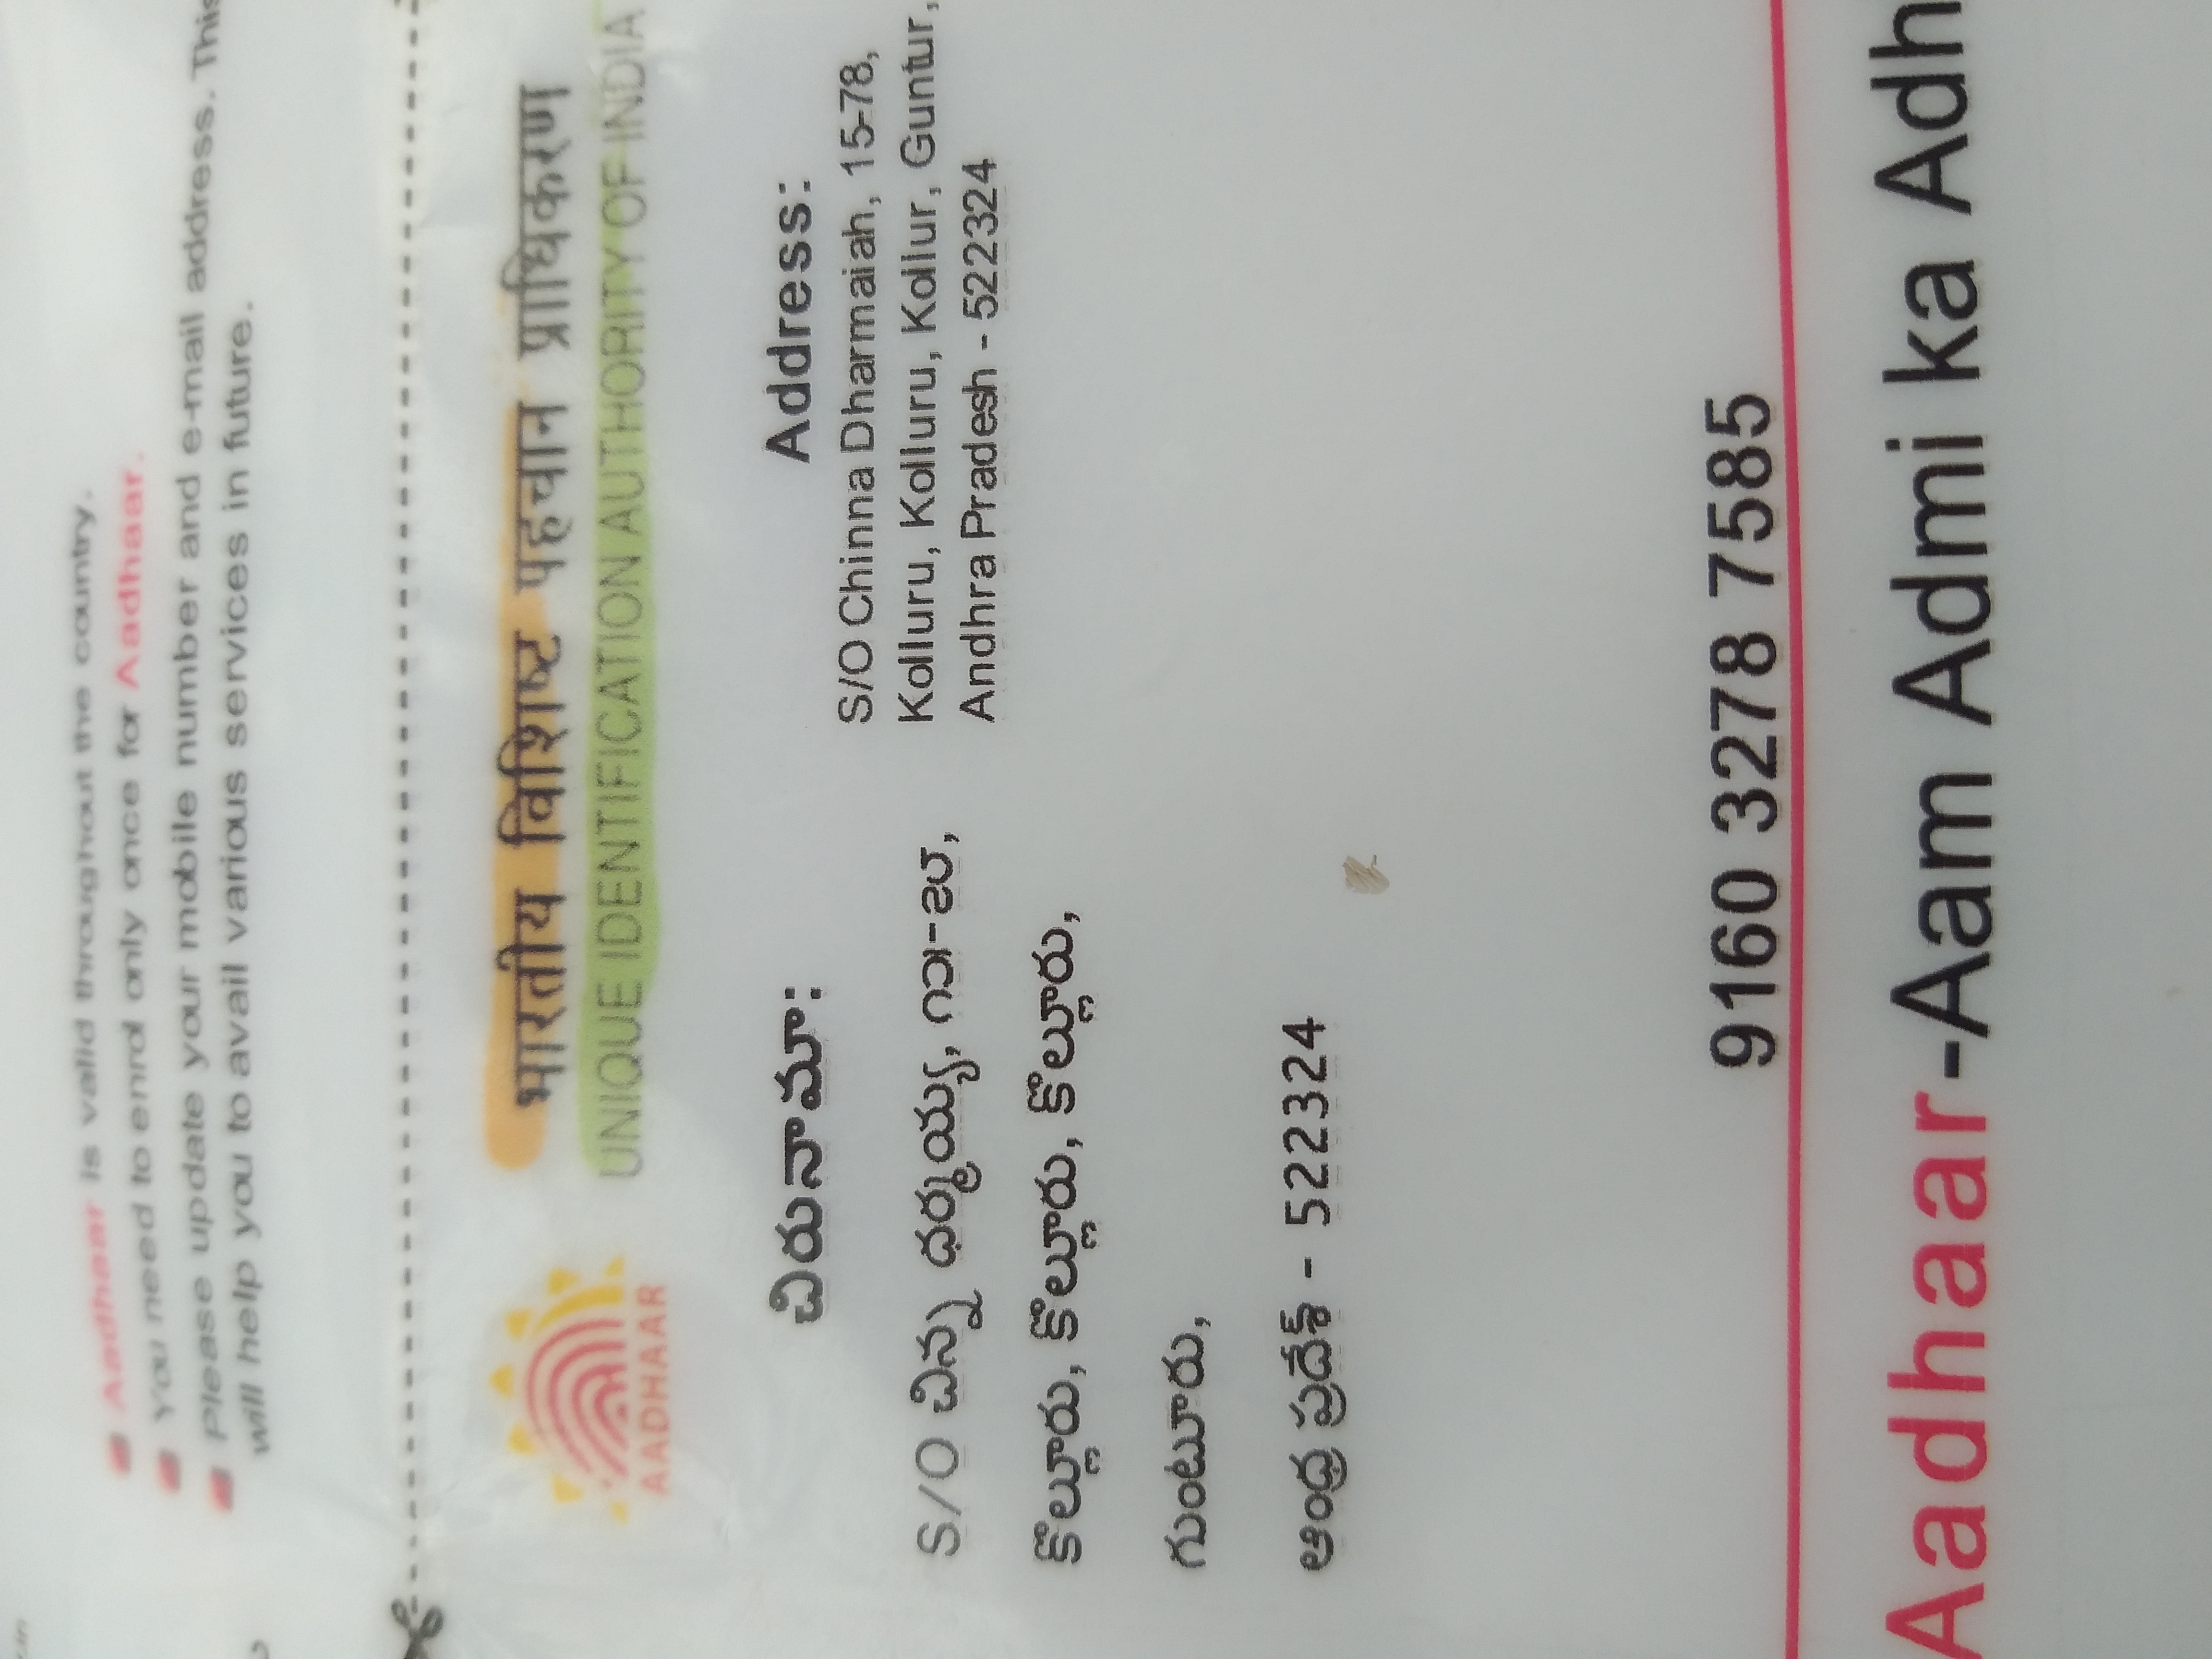 Aadhaar is valid throughout the country.
You need to enrol only once for Aadhaar.
Please update your mobile number and e-mail address. This
will help you to avail various services in future.
भारतीय विशिष्ट पहचान प्राधिकरण
UNIQUE IDENTIFICATION AUTHORITY OF INDIA
AADHAAR
చిరునామా:
S/O చిన్న ధర్మయ్య, ౧౫-౭౮,
కొల్లూరు, కొల్లూరు, కొల్లూరు,
గుంటూరు,
ఆంధ్ర ప్రదేశ్ - 522324
Address:
S/O Chinna Dharmaiah, 15-78,
Kolluru, Kolluru, Kollur, Guntur,
Andhra Pradesh - 522324
9160 3278 7585
Aadhaar-Aam Admi ka Adh